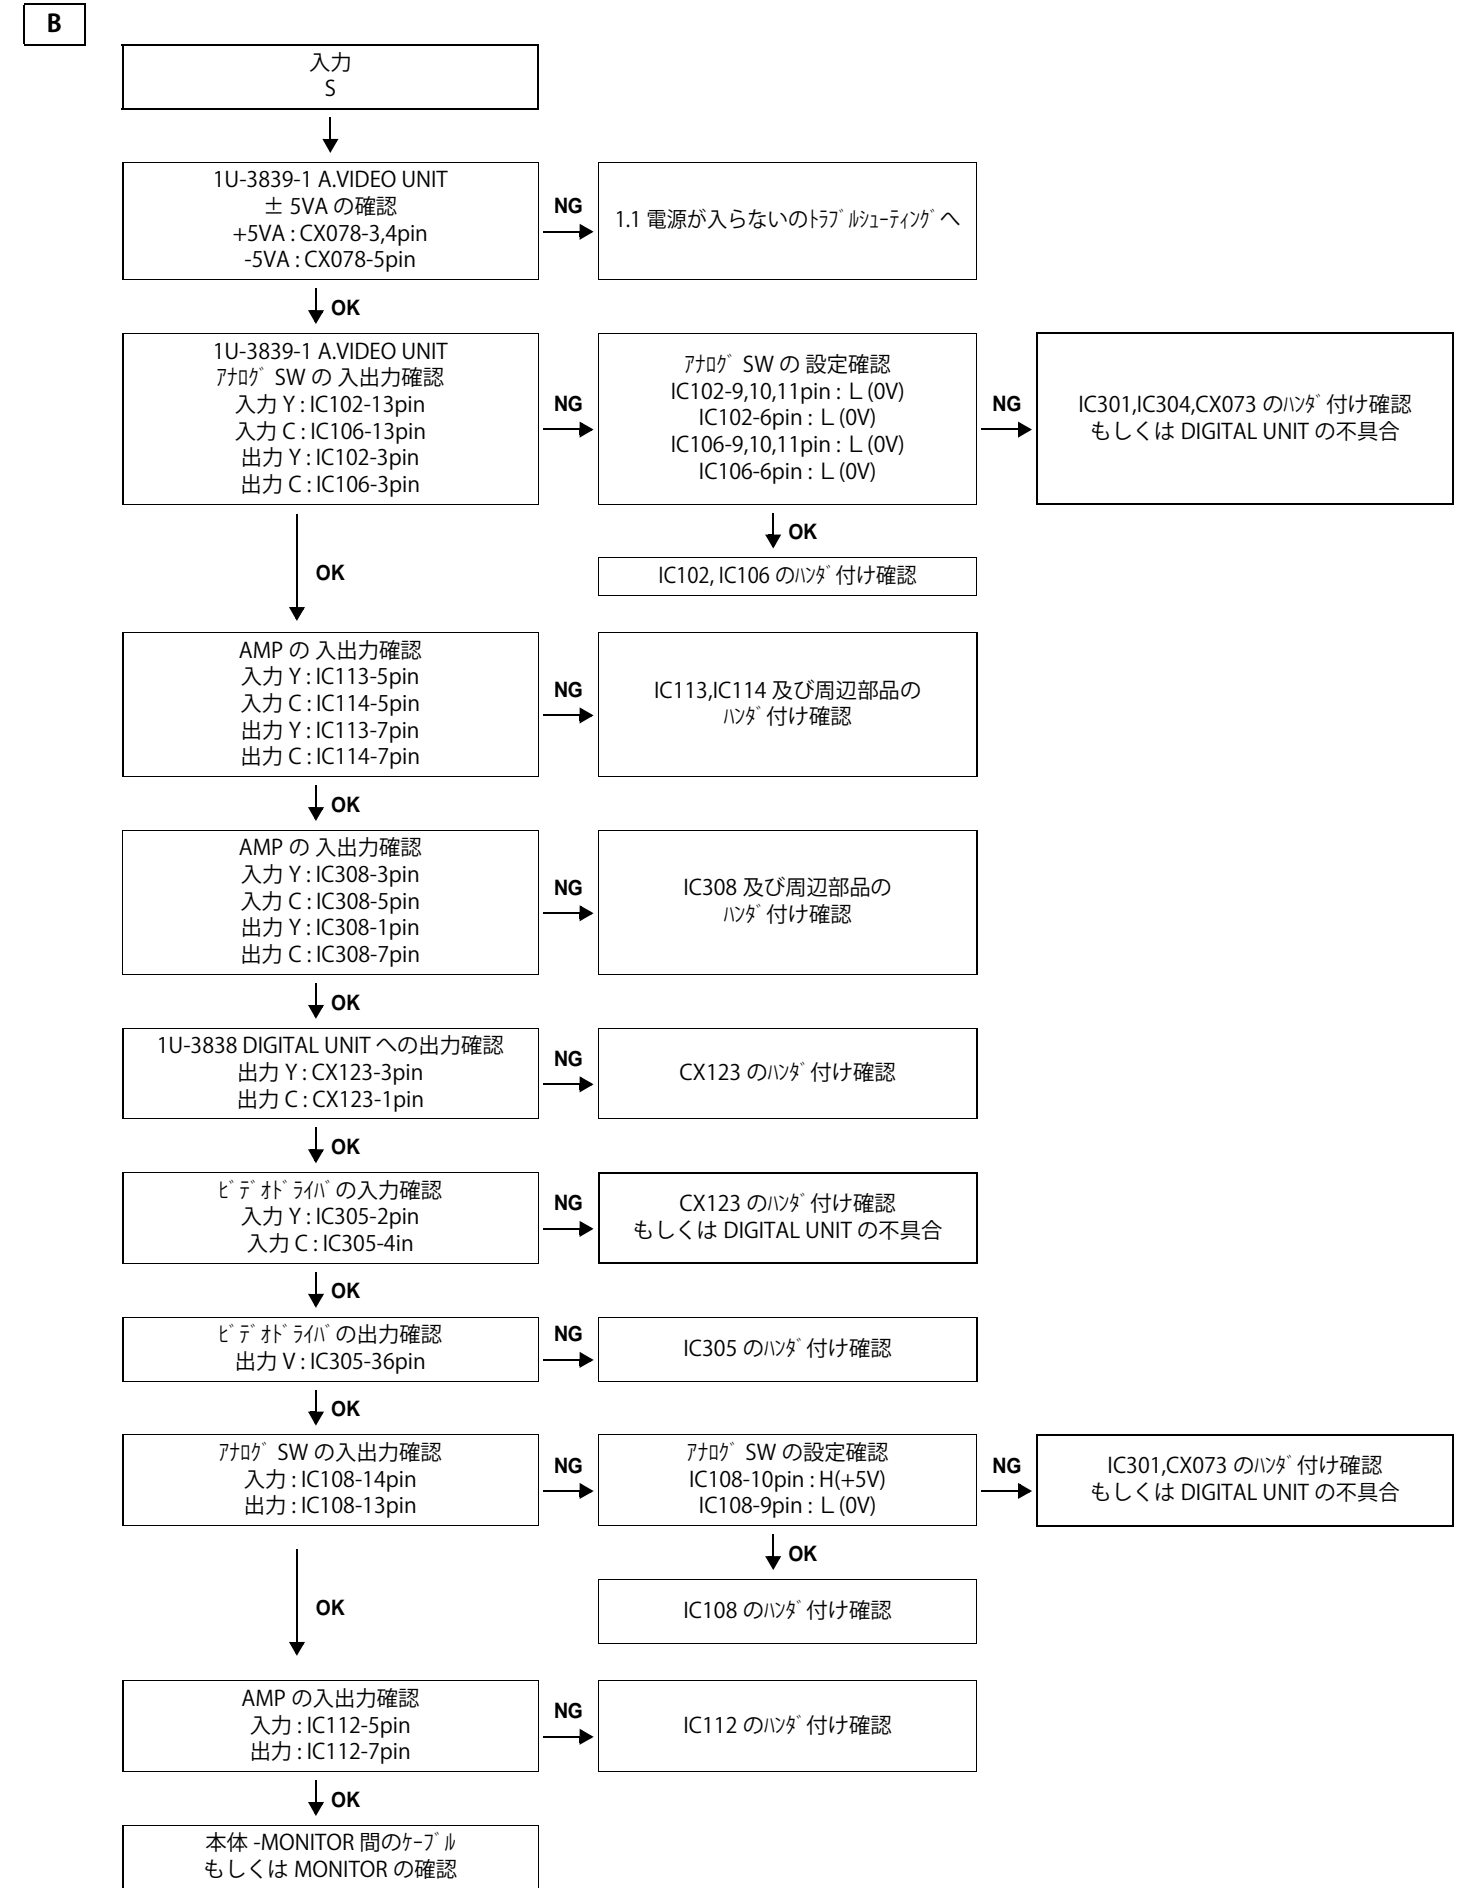 B
入力
S
1U-3839-1 A.VIDEO UNIT
± 5VA の確認
+5VA : CX078-3,4pin
-5VA : CX078-5pin
NG
1.1 電源が入らないのﾄﾗﾌﾞﾙｼｭｰﾃｨﾝｸﾞへ
OK
1U-3839-1 A.VIDEO UNIT
ｱﾅﾛｸﾞ SW の 入出力確認
入力 Y : IC102-13pin
入力 C : IC106-13pin
出力 Y : IC102-3pin
出力 C : IC106-3pin
NG
ｱﾅﾛｸﾞ SW の 設定確認
IC102-9,10,11pin : L (0V)
IC102-6pin : L (0V)
IC106-9,10,11pin : L (0V)
IC106-6pin : L (0V)
NG
IC301,IC304,CX073 のﾊﾝﾀﾞ付け確認
もしくは DIGITAL UNIT の不具合
OK
IC102, IC106 のﾊﾝﾀﾞ付け確認
OK
AMP の 入出力確認
入力 Y : IC113-5pin
入力 C : IC114-5pin
出力 Y : IC113-7pin
出力 C : IC114-7pin
NG
IC113,IC114 及び周辺部品の
ﾊﾝﾀﾞ付け確認
OK
AMP の 入出力確認
入力 Y : IC308-3pin
入力 C : IC308-5pin
出力 Y : IC308-1pin
出力 C : IC308-7pin
NG
IC308 及び周辺部品の
ﾊﾝﾀﾞ付け確認
OK
1U-3838 DIGITAL UNIT への出力確認
出力 Y : CX123-3pin
出力 C : CX123-1pin
NG
CX123 のﾊﾝﾀﾞ付け確認
OK
ﾋﾞﾃﾞｵﾄﾞﾗｲﾊﾞの入力確認
入力 Y : IC305-2pin
入力 C : IC305-4in
NG
CX123 のﾊﾝﾀﾞ付け確認
もしくは DIGITAL UNIT の不具合
OK
ﾋﾞﾃﾞｵﾄﾞﾗｲﾊﾞの出力確認
出力 V : IC305-36pin
NG
IC305 のﾊﾝﾀﾞ付け確認
OK
ｱﾅﾛｸﾞ SW の入出力確認
入力 : IC108-14pin
出力 : IC108-13pin
NG
ｱﾅﾛｸﾞ SW の設定確認
IC108-10pin : H(+5V)
IC108-9pin : L (0V)
NG
IC301,CX073 のﾊﾝﾀﾞ付け確認
もしくは DIGITAL UNIT の不具合
OK
IC108 のﾊﾝﾀﾞ付け確認
OK
AMP の入出力確認
入力 : IC112-5pin
出力 : IC112-7pin
NG
IC112 のﾊﾝﾀﾞ付け確認
OK
本体 -MONITOR 間のｹｰﾌﾞﾙ
もしくは MONITOR の確認